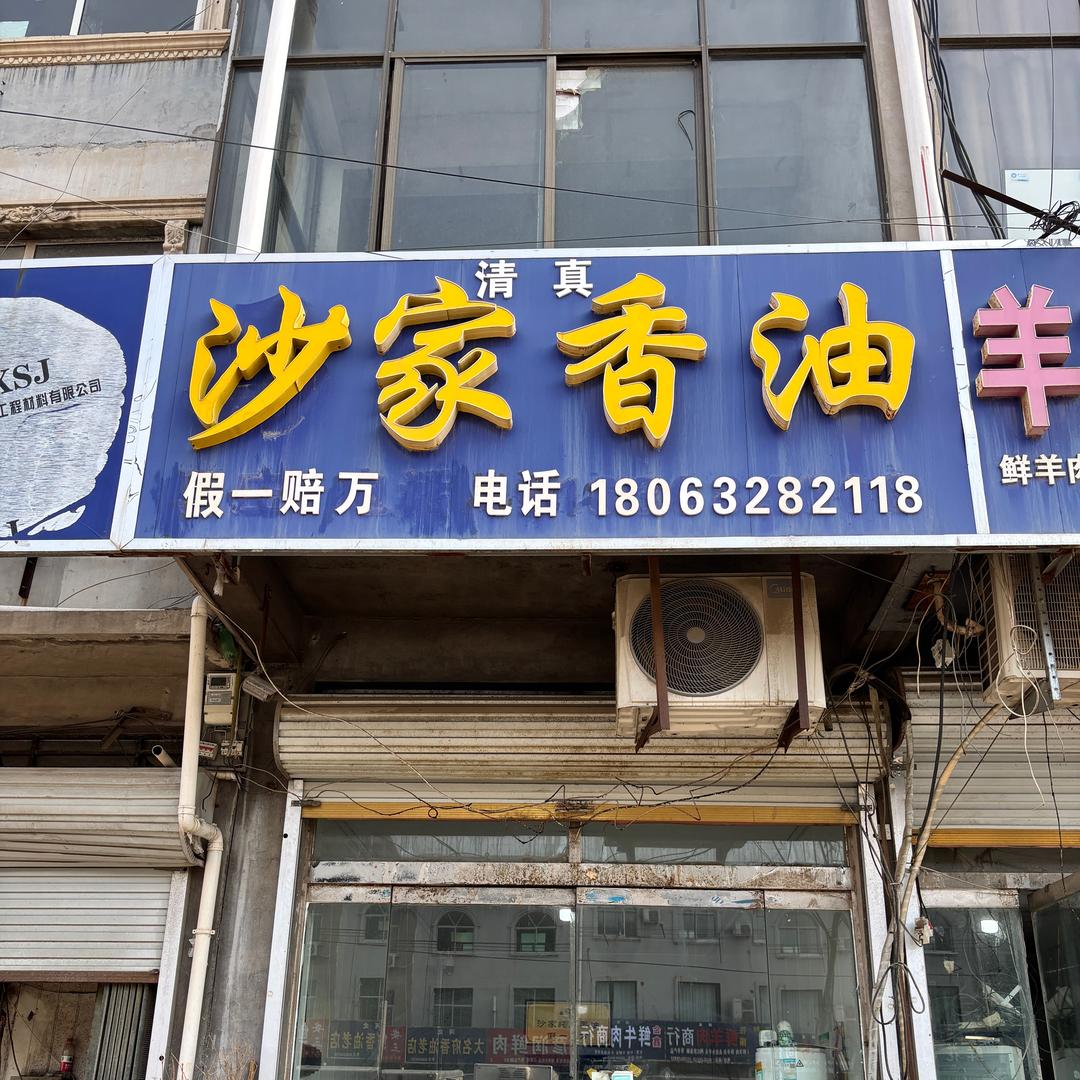 清真
沙家香油
假一赔万 电话 18063282118
XSJ
工程材料有限公司
羊
鲜羊肉